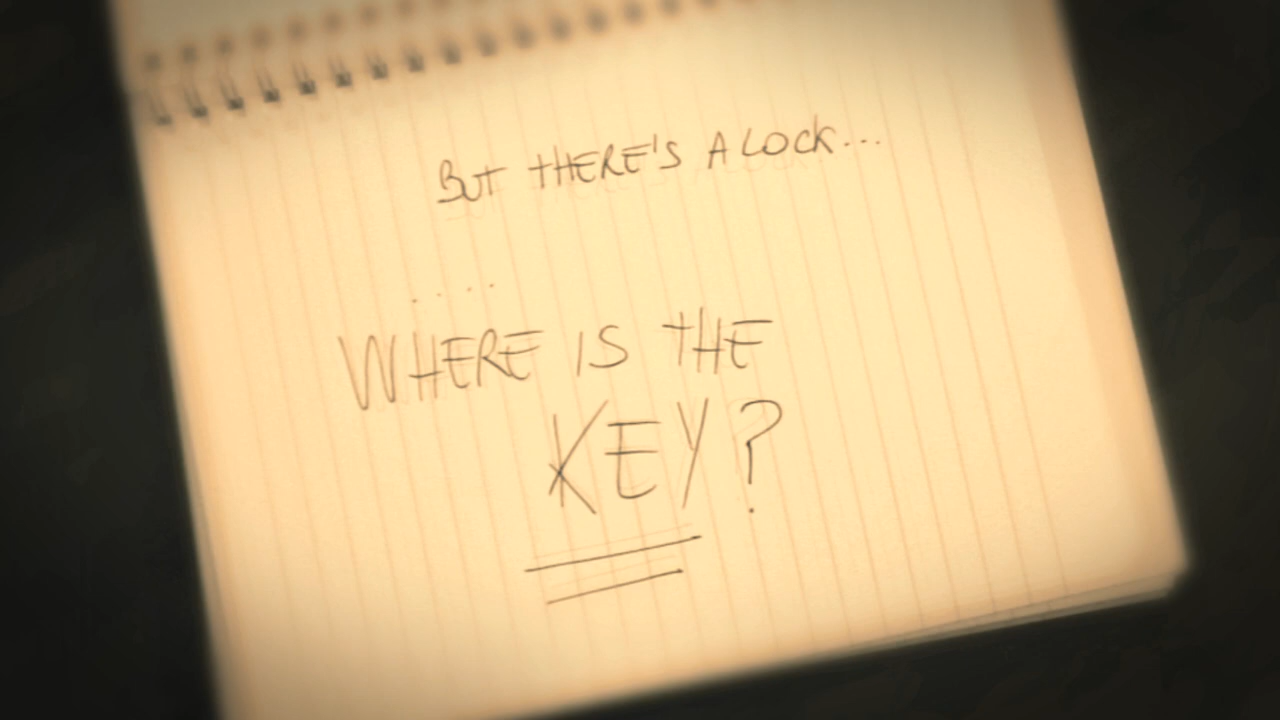 BUT THERE'S A LOCK...
.....
WHERE IS THE
KEY?